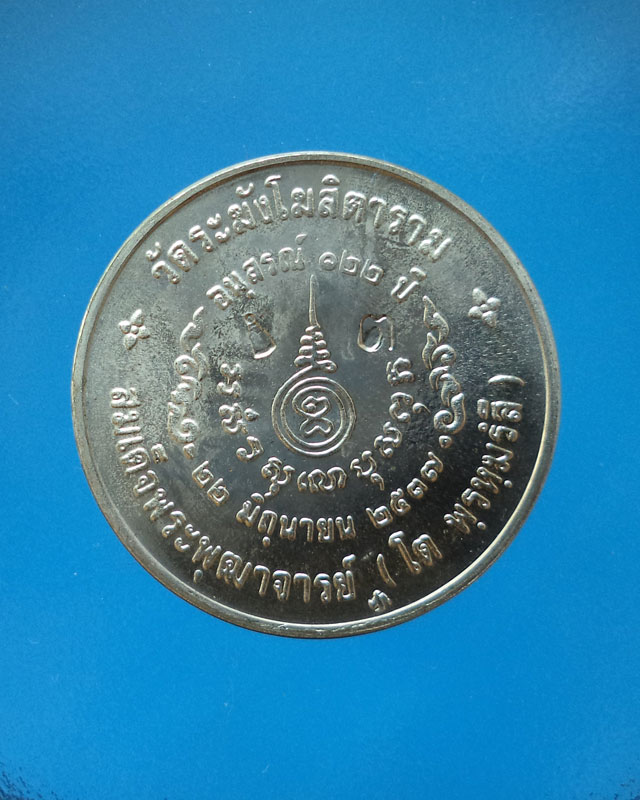 วัดระฆังโฆสิตาราม
อนุสรณ์ ๑๒๒ ปี
๒๒ มิถุนายน ๒๕๓๗
สมเด็จพระพุฒาจารย์ (โต พฺรหฺมรํสี)